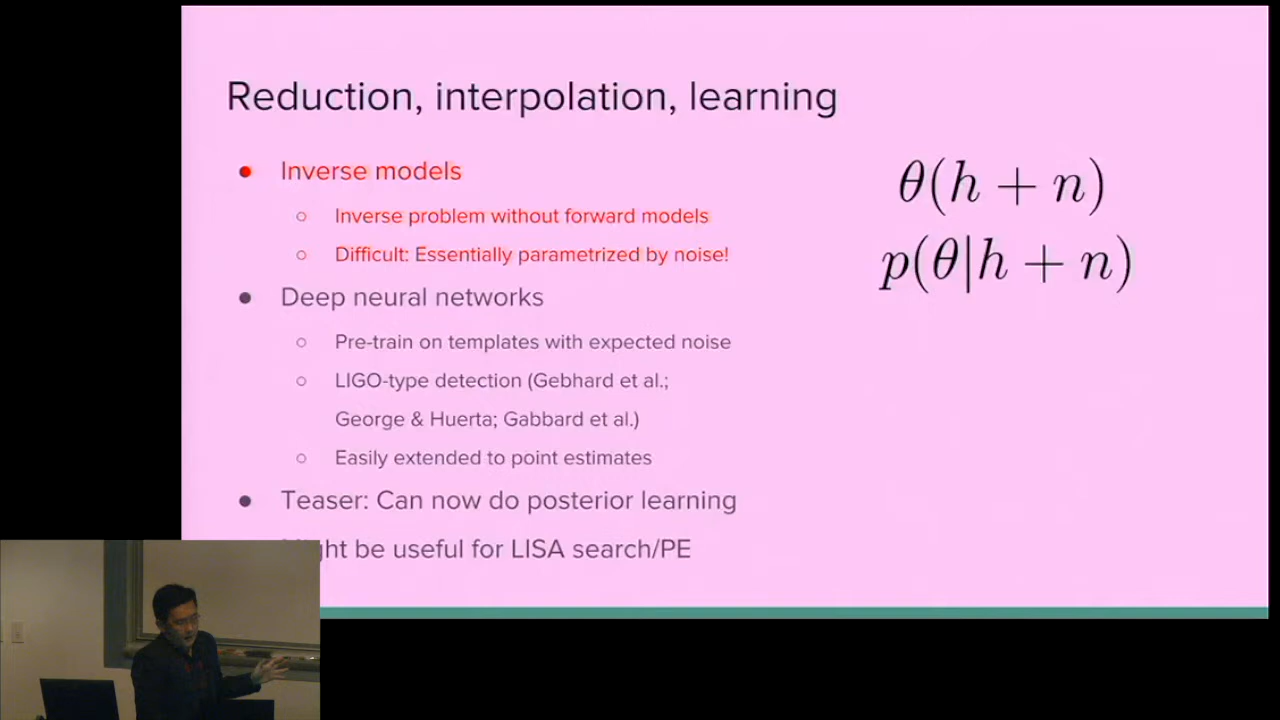 Reduction, interpolation, learning
Inverse models
Inverse problem without forward models
Difficult: Essentially parametrized by noise!
Deep neural networks
Pre-train on templates with expected noise
LIGO-type detection (Gebhard et al.;
George & Huerta; Gabbard et al.)
Easily extended to point estimates
Teaser: Can now do posterior learning
be useful for LISA search/PE
θ(h + n)
p(θ|h + n)